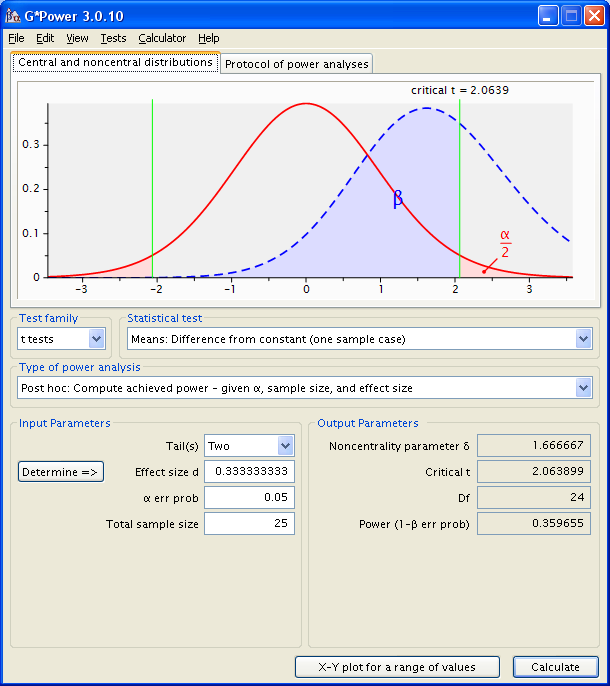 G*Power 3.0.10
File Edit View Tests Calculator Help
Central and noncentral distributions Protocol of power analyses
critical t = 2.0639
0.3
0.2
0.1
0
-3 -2 -1 0 1 2 3
β
α
2
Test family
t tests
Statistical test
Means: Difference from constant (one sample case)
Type of power analysis
Post hoc: Compute achieved power – given α, sample size, and effect size
Input Parameters
Tail(s) Two
Determine => Effect size d 0.333333333
α err prob 0.05
Total sample size 25
Output Parameters
Noncentrality parameter δ 1.666667
Critical t 2.063899
Df 24
Power (1-β err prob) 0.359655
X-Y plot for a range of values Calculate